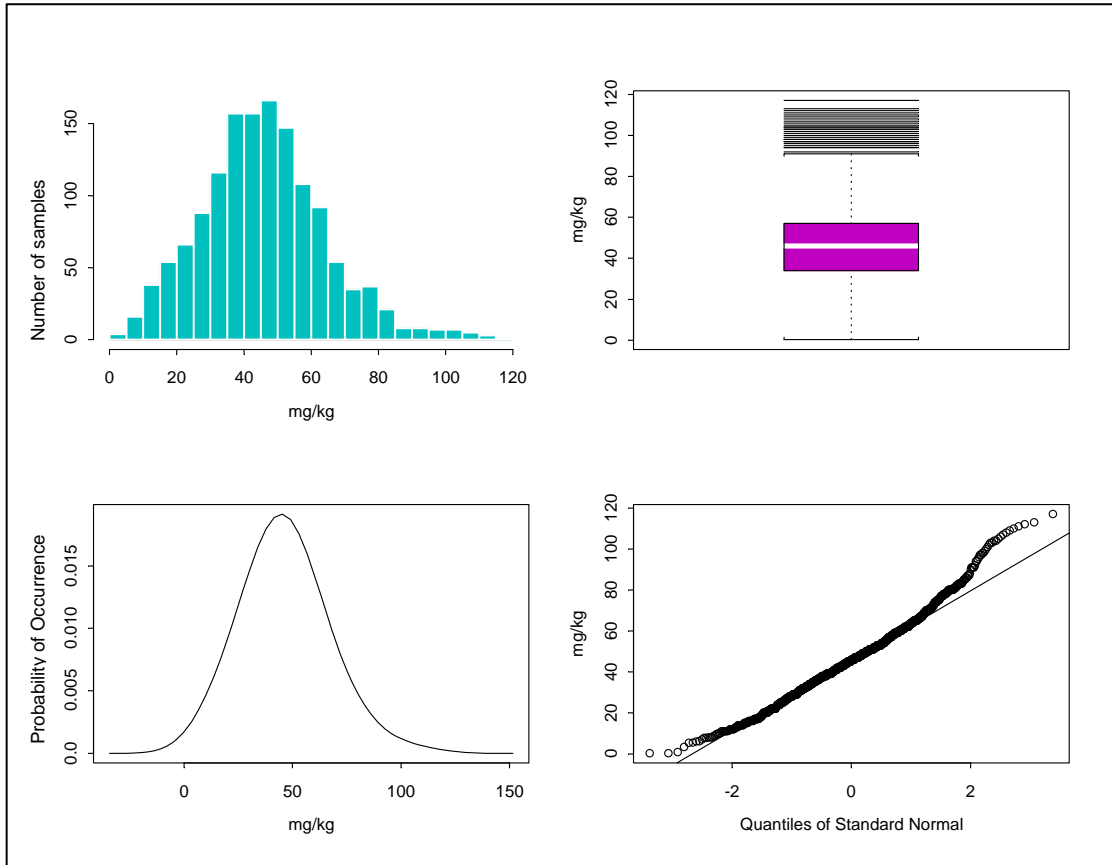 Number of samples
0 50 100 150
0 20 40 60 80 100 120
mg/kg
mg/kg
0 20 40 60 80 100 120
Probability of Occurrence
0.0 0.005 0.010 0.015
0 50 100 150
mg/kg
mg/kg
0 20 40 60 80 100 120
-2 0 2
Quantiles of Standard Normal